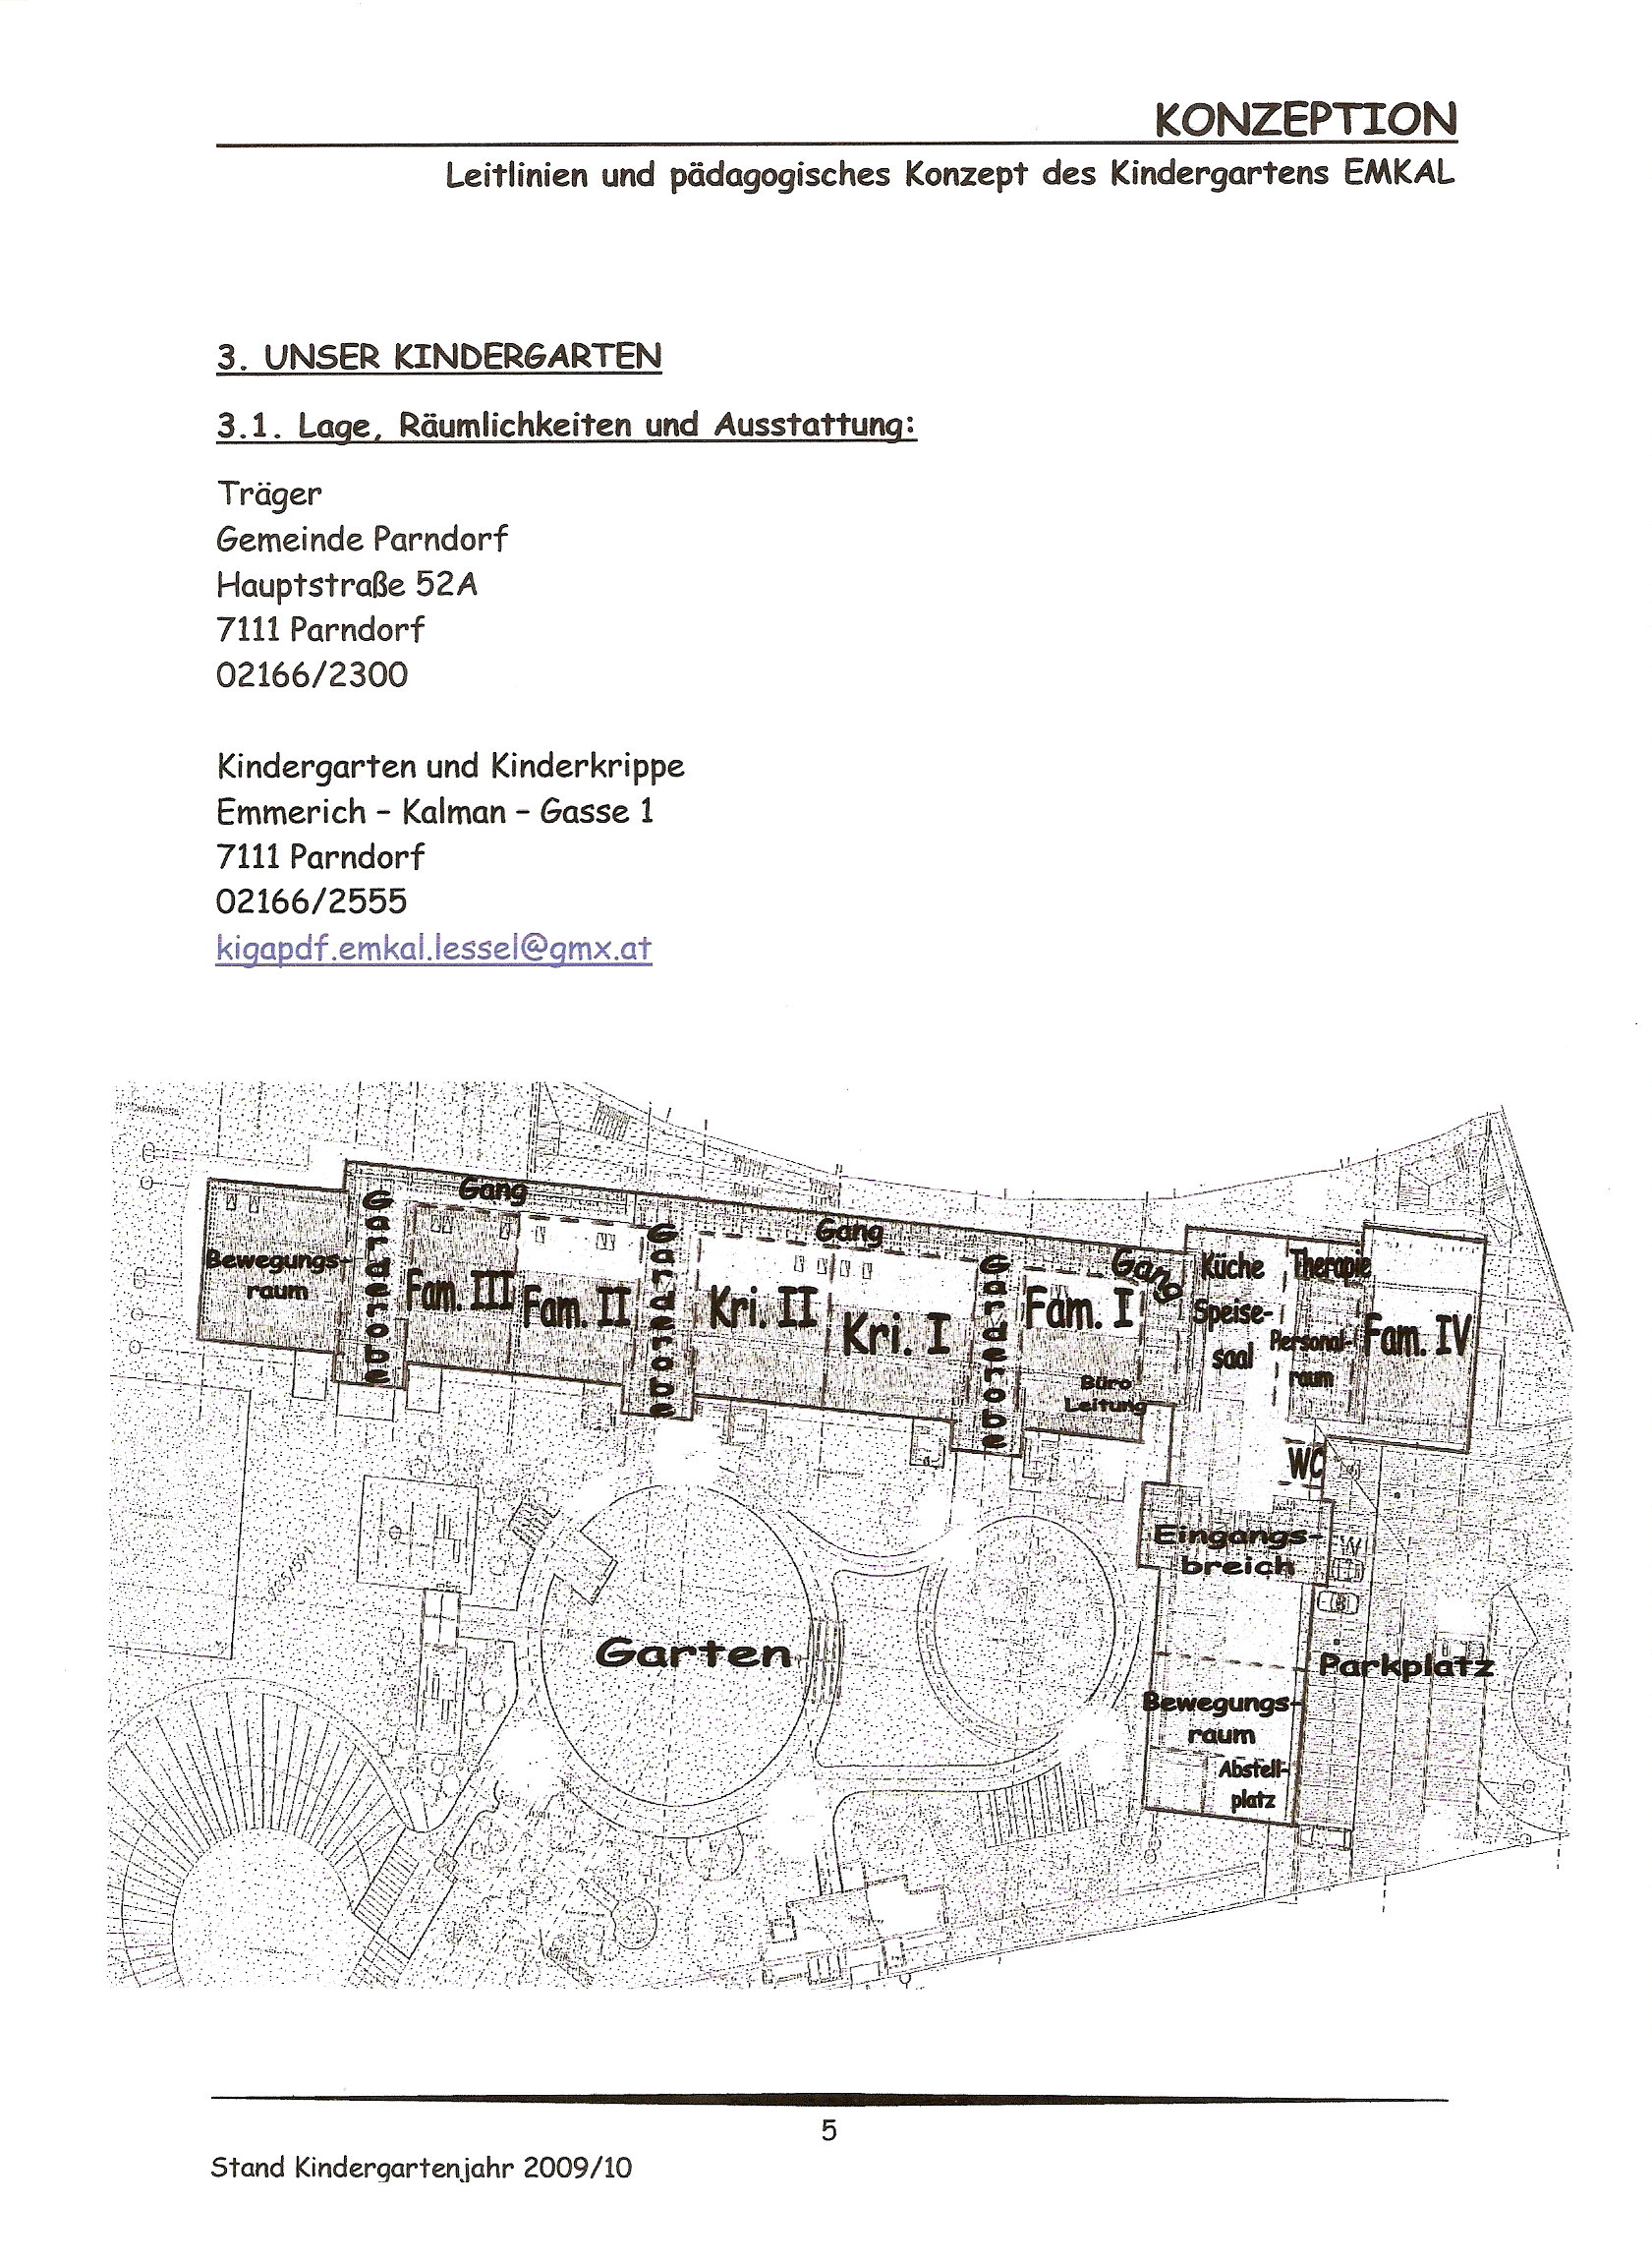 KONZEPTION
Leitlinien und pädagogisches Konzept des Kindergartens EMKAL
3. UNSER KINDERGARTEN
3.1. Lage, Räumlichkeiten und Ausstattung:
Träger
Gemeinde Parndorf
Hauptstraße 52A
7111 Parndorf
02166/2300
Kindergarten und Kinderkrippe
Emmerich – Kalman – Gasse 1
7111 Parndorf
02166/2555
kigapdf.emkal.lessel@gmx.at
Gang
Gang
Gang
Bewegungs-
raum
Garderobe
Fam. III
Fam. II
Garderobe
Kri. II
Kri. I
Garderobe
Fam. I
Büro
Leitung
Küche
Speise-
saal
Therapie
Personal-
raum
Fam. IV
WC
Eingangs-
breich
Garten
Parkplatz
Bewegungs-
raum
Abstell-
platz
5
Stand Kindergartenjahr 2009/10